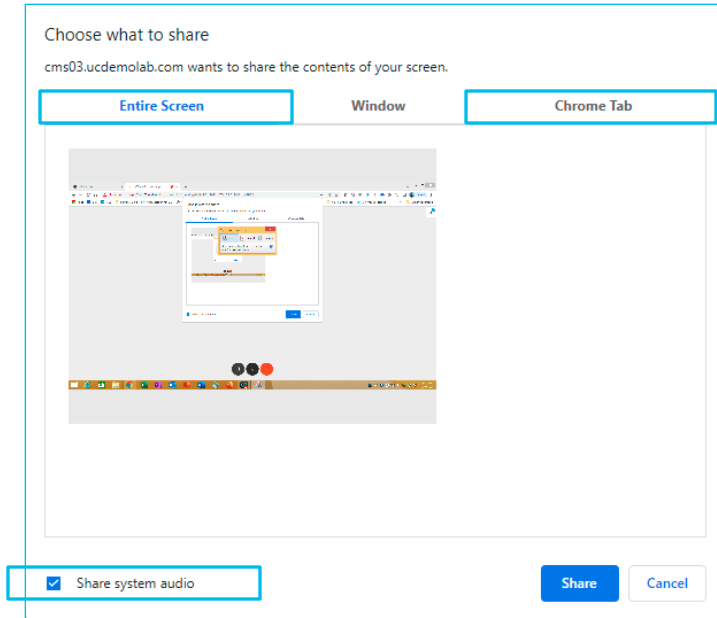 Choose what to share
cms03.ucdemolab.com wants to share the contents of your screen.
Entire Screen
Window
Chrome Tab
Share system audio
Share
Cancel